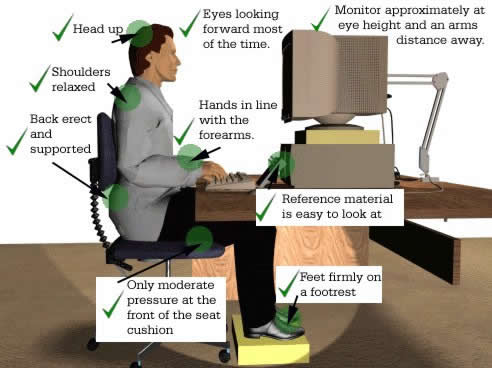 Head up
Eyes looking
forward most
of the time.
Monitor approximately at
eye height and an arms
distance away.
Shoulders
relaxed
Back erect
and
supported
Hands in line
with the
forearms.
Reference material
is easy to look at
Only moderate
pressure at the
front of the seat
cushion
Feet firmly on
a footrest